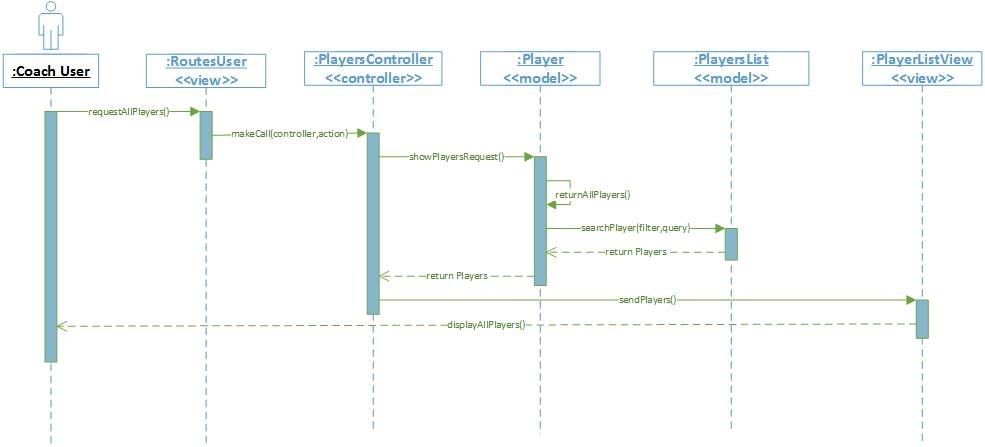 :Coach User
:RoutesUser
<<view>>
:PlayersController
<<controller>>
:Player
<<model>>
:PlayersList
<<model>>
:PlayerListView
<<view>>
requestAllPlayers()
makeCall(controller,action)
showPlayersRequest()
returnAllPlayers()
searchPlayer(filter,query)
return Players
return Players
sendPlayers()
displayAllPlayers()